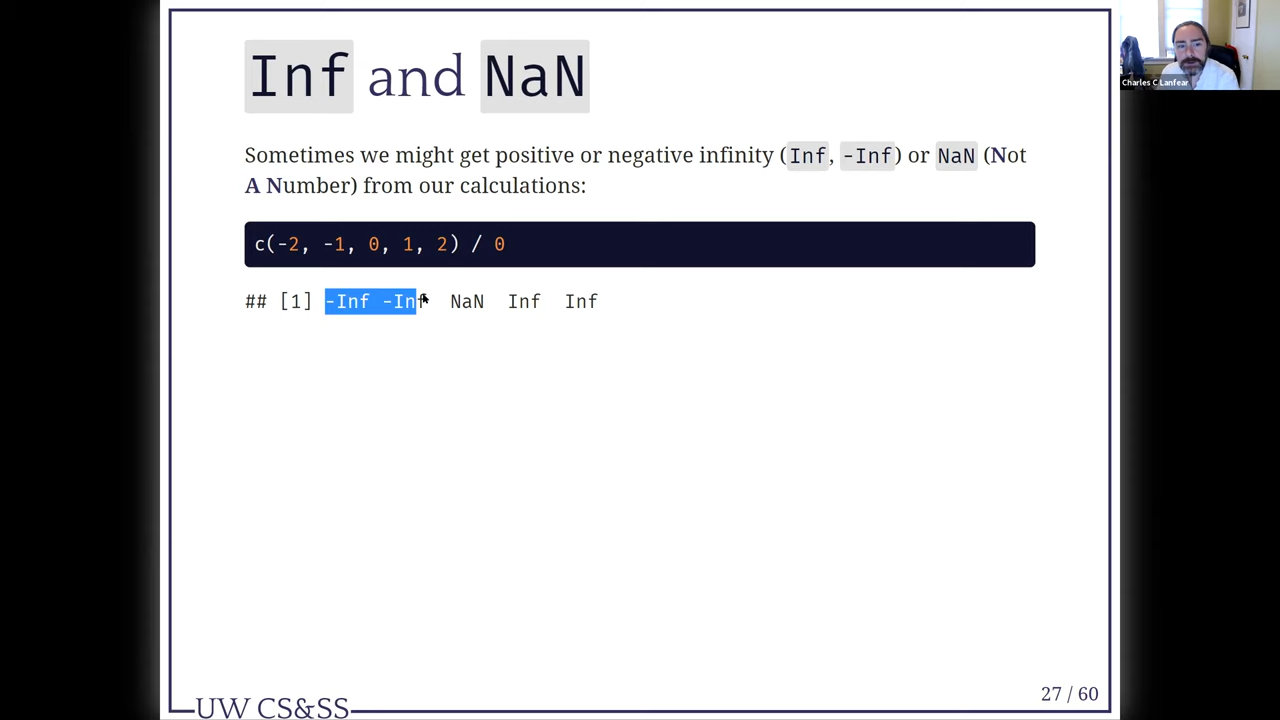 Inf and NaN
Charles C Lanfear
Sometimes we might get positive or negative infinity (Inf, -Inf) or NaN (Not
A Number) from our calculations:
c(-2, -1, 0, 1, 2) / 0
## [1] -Inf -Inf  NaN  Inf  Inf
27 / 60
UW CS&SS